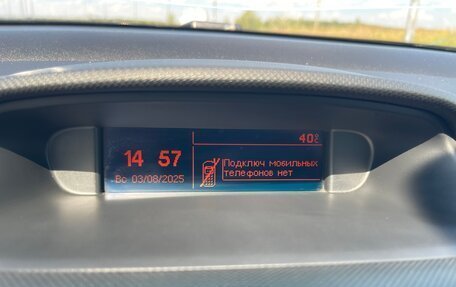 40°C
14 57
Подключ мобильных
телефонов нет
Вс 03/08/2025